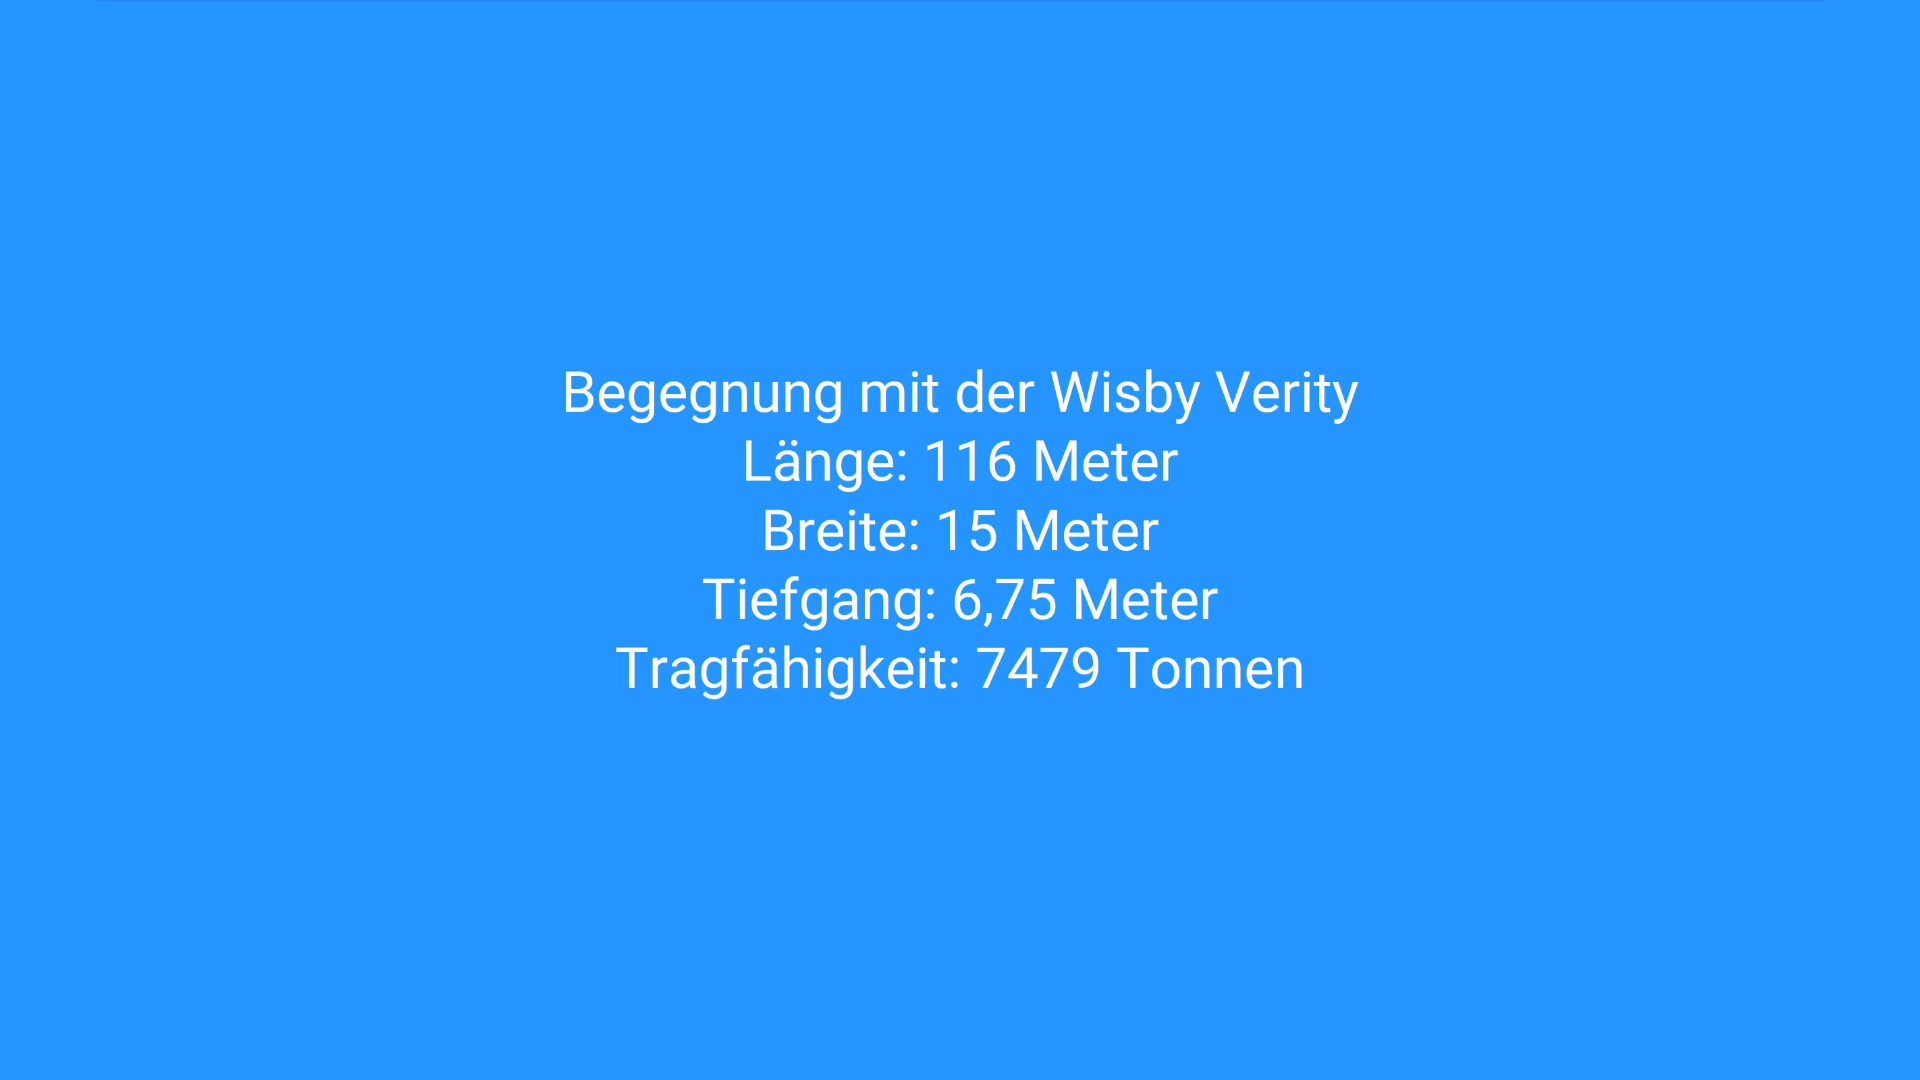 Begegnung mit der Wisby Verity
Länge: 116 Meter
Breite: 15 Meter
Tiefgang: 6,75 Meter
Tragfähigkeit: 7479 Tonnen